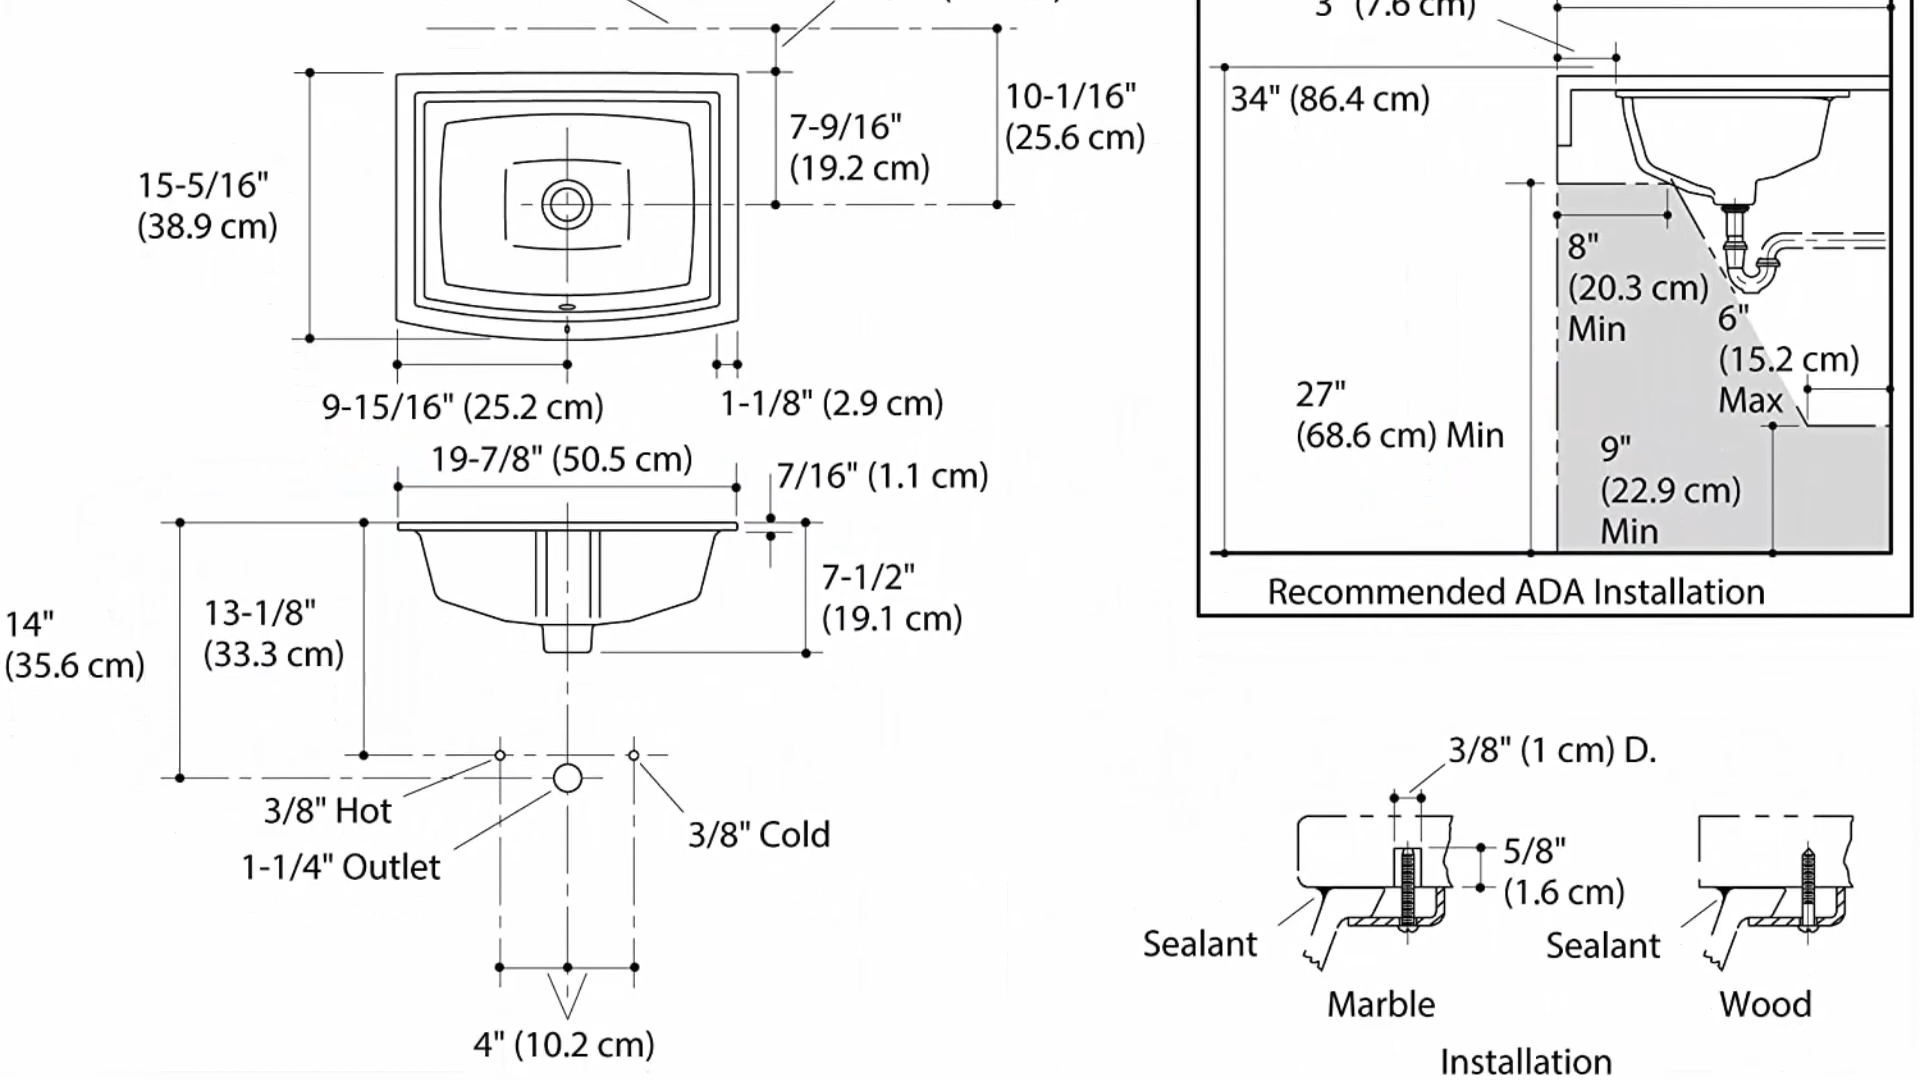 3" (7.6 cm)
34" (86.4 cm)
10-1/16"
(25.6 cm)
7-9/16"
(19.2 cm)
15-5/16"
(38.9 cm)
8"
(20.3 cm)
Min
6"
(15.2 cm)
Max
9-15/16" (25.2 cm)
1-1/8" (2.9 cm)
27"
(68.6 cm) Min
9"
(22.9 cm)
Min
19-7/8" (50.5 cm)
7/16" (1.1 cm)
Recommended ADA Installation
7-1/2"
(19.1 cm)
14"
(35.6 cm)
13-1/8"
(33.3 cm)
3/8" Hot
1-1/4" Outlet
3/8" Cold
4" (10.2 cm)
3/8" (1 cm) D.
5/8"
(1.6 cm)
Sealant
Sealant
Marble
Wood
Installation